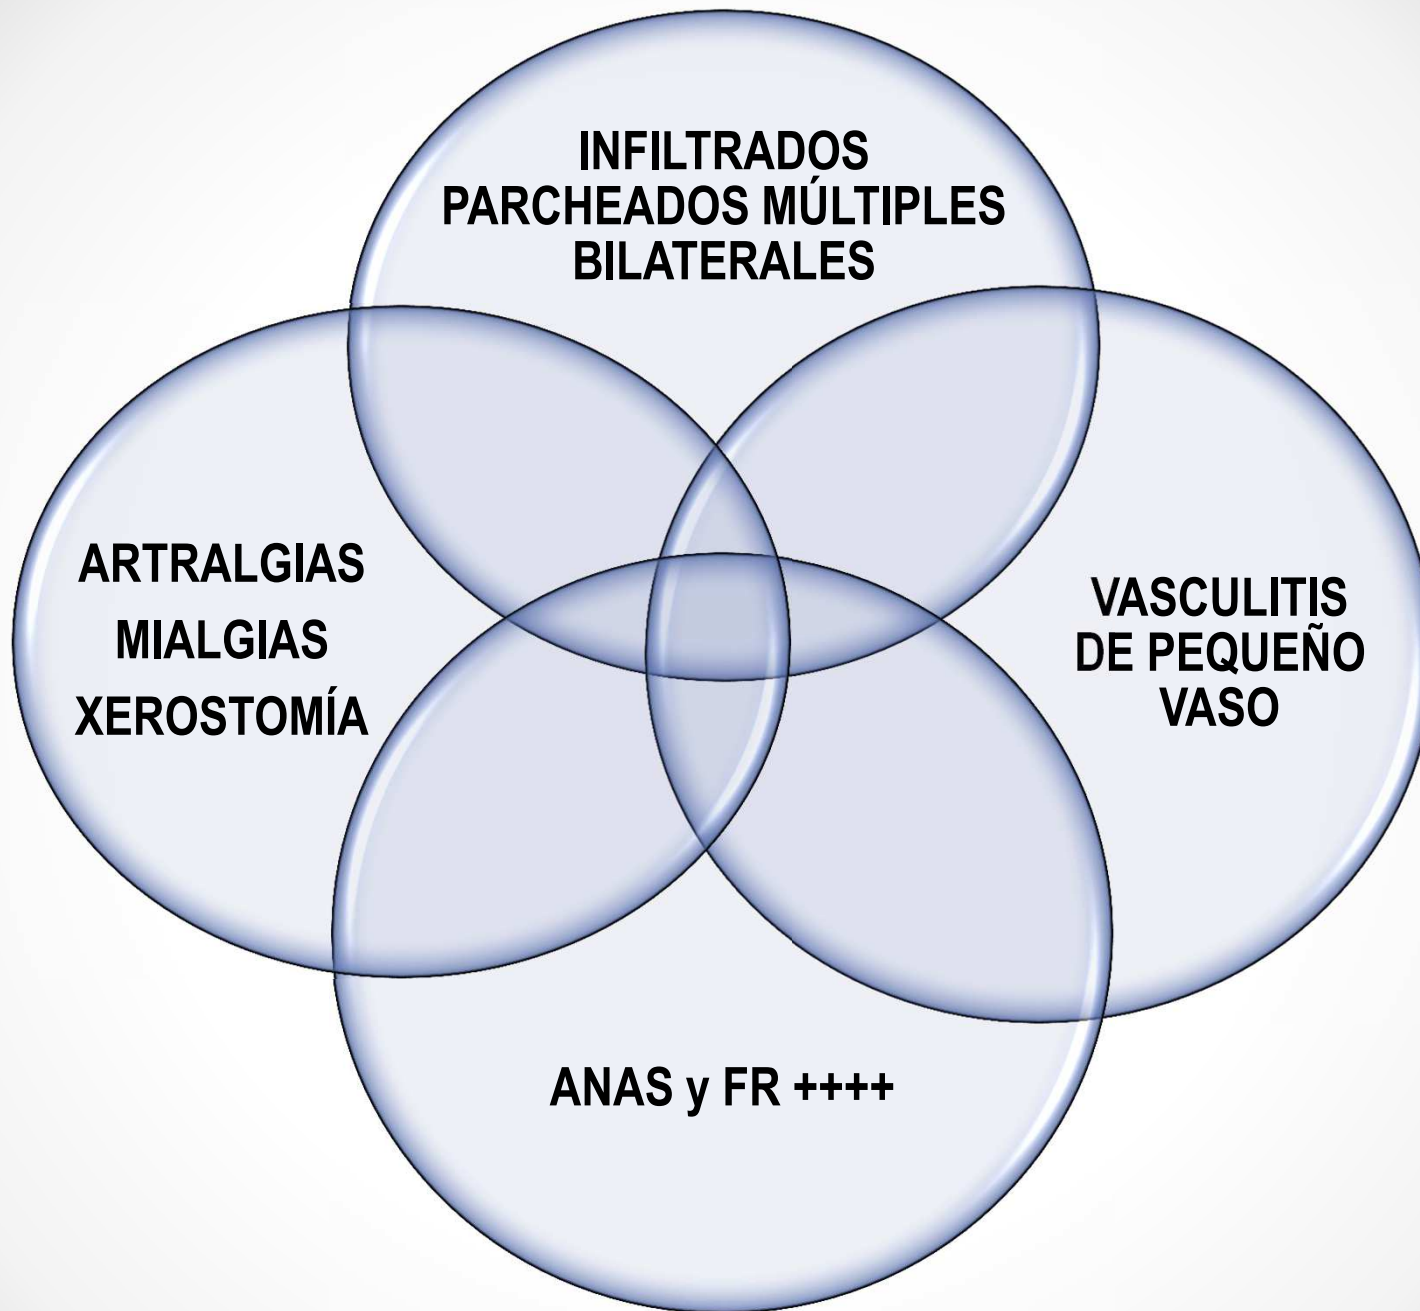 INFILTRADOS
PARCHEADOS MÚLTIPLES
BILATERALES
ARTRALGIAS
MIALGIAS
XEROSTOMÍA
VASCULITIS
DE PEQUEÑO
VASO
ANAS y FR ++++